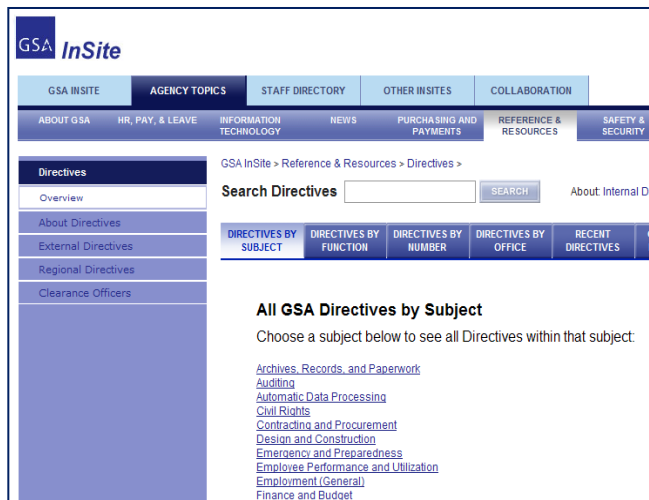 GSA InSite
GSA INSITE AGENCY TOPICS STAFF DIRECTORY OTHER INSITES COLLABORATION
ABOUT GSA HR, PAY, & LEAVE INFORMATION TECHNOLOGY NEWS PURCHASING AND PAYMENTS REFERENCE & RESOURCES SAFETY & SECURITY
Directives
Overview
About Directives
External Directives
Regional Directives
Clearance Officers
GSA InSite > Reference & Resources > Directives >
Search Directives SEARCH About: Internal D
DIRECTIVES BY SUBJECT DIRECTIVES BY FUNCTION DIRECTIVES BY NUMBER DIRECTIVES BY OFFICE RECENT DIRECTIVES
All GSA Directives by Subject
Choose a subject below to see all Directives within that subject:
Archives, Records, and Paperwork
Auditing
Automatic Data Processing
Civil Rights
Contracting and Procurement
Design and Construction
Emergency and Preparedness
Employee Performance and Utilization
Employment (General)
Finance and Budget